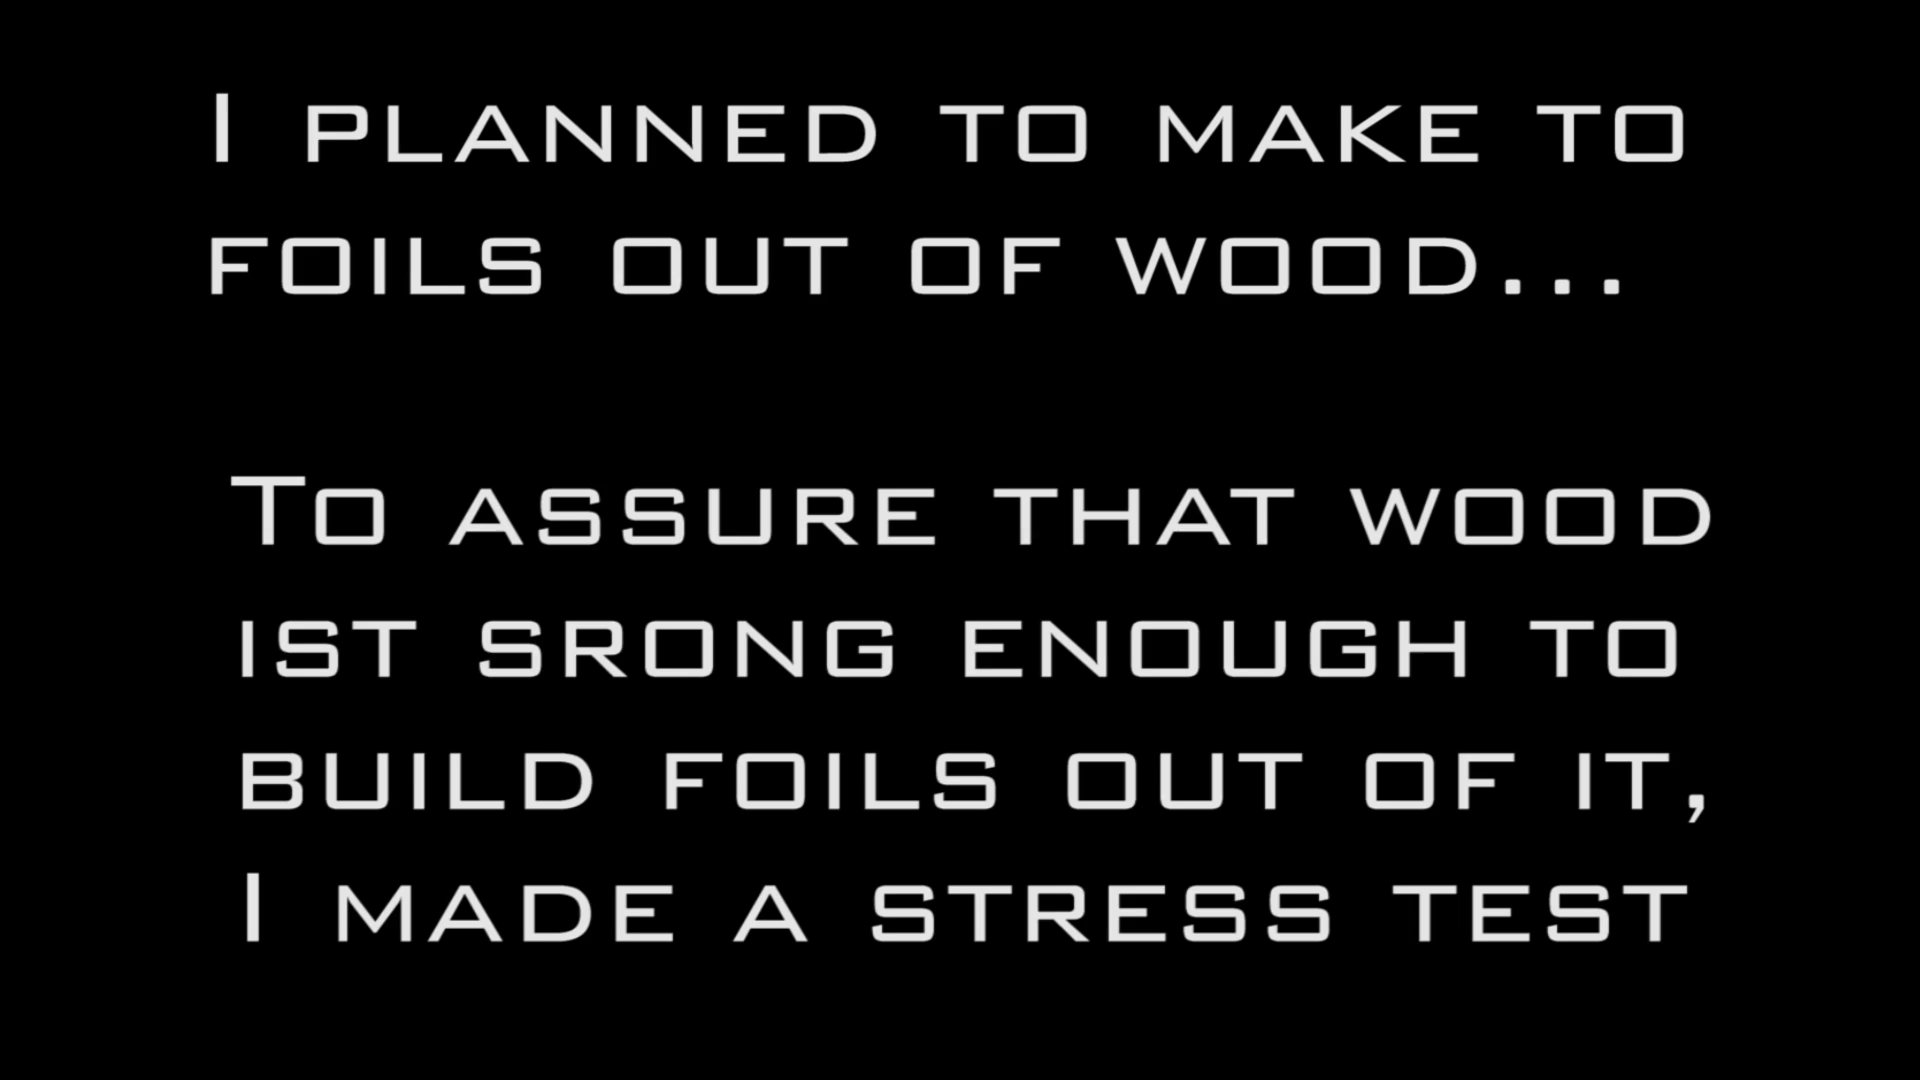 I planned to make to
foils out of wood...
To assure that wood
ist srong enough to
build foils out of it,
I made a stress test